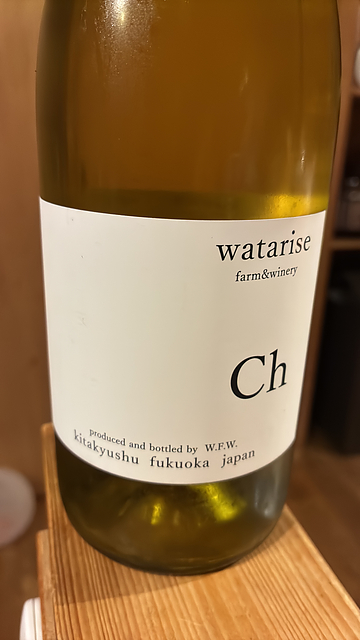 watarise
farm&winery
Ch
produced and bottled by W.F.W.
kitakyushu fukuoka japan